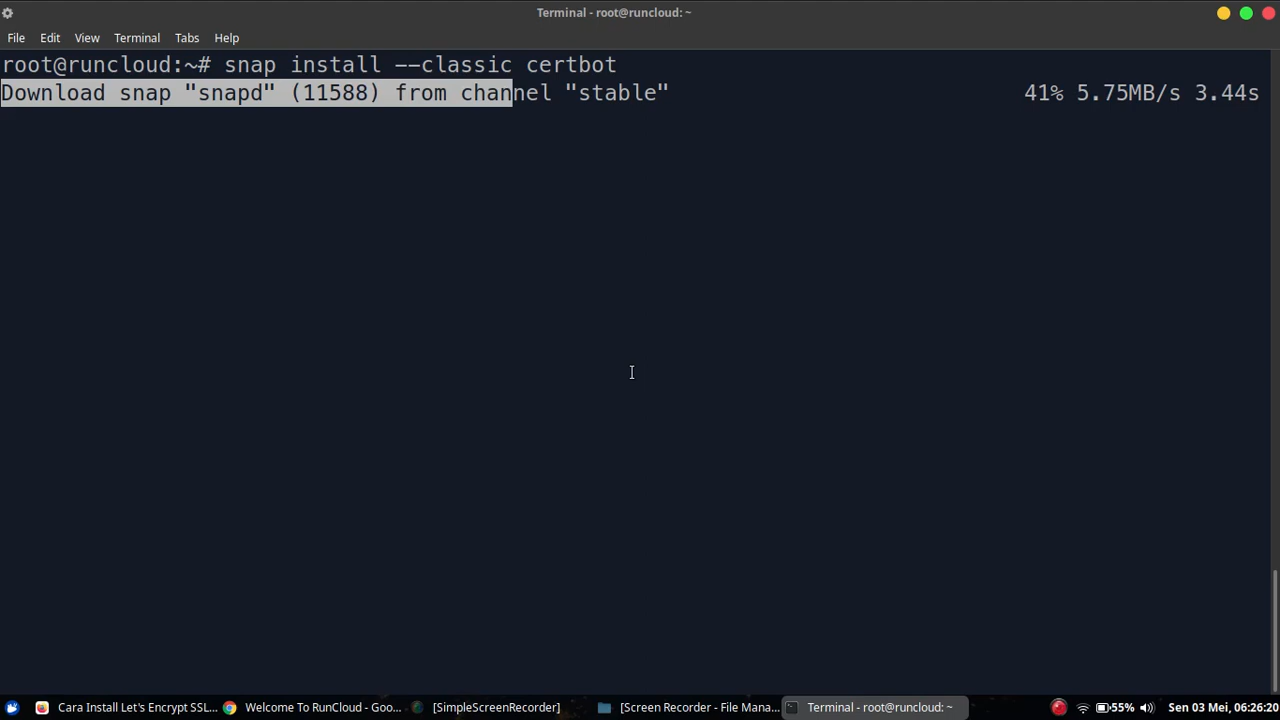 Terminal - root@runcloud: ~
File Edit View Terminal Tabs Help
root@runcloud:~# snap install --classic certbot
Download snap "snapd" (11588) from channel "stable" 41% 5.75MB/s 3.44s
Cara Install Let's Encrypt SSL... Welcome To RunCloud - Goo... [SimpleScreenRecorder] [Screen Recorder - File Mana... Terminal - root@runcloud: ~ 55% Sen 03 Mei, 06:26:20